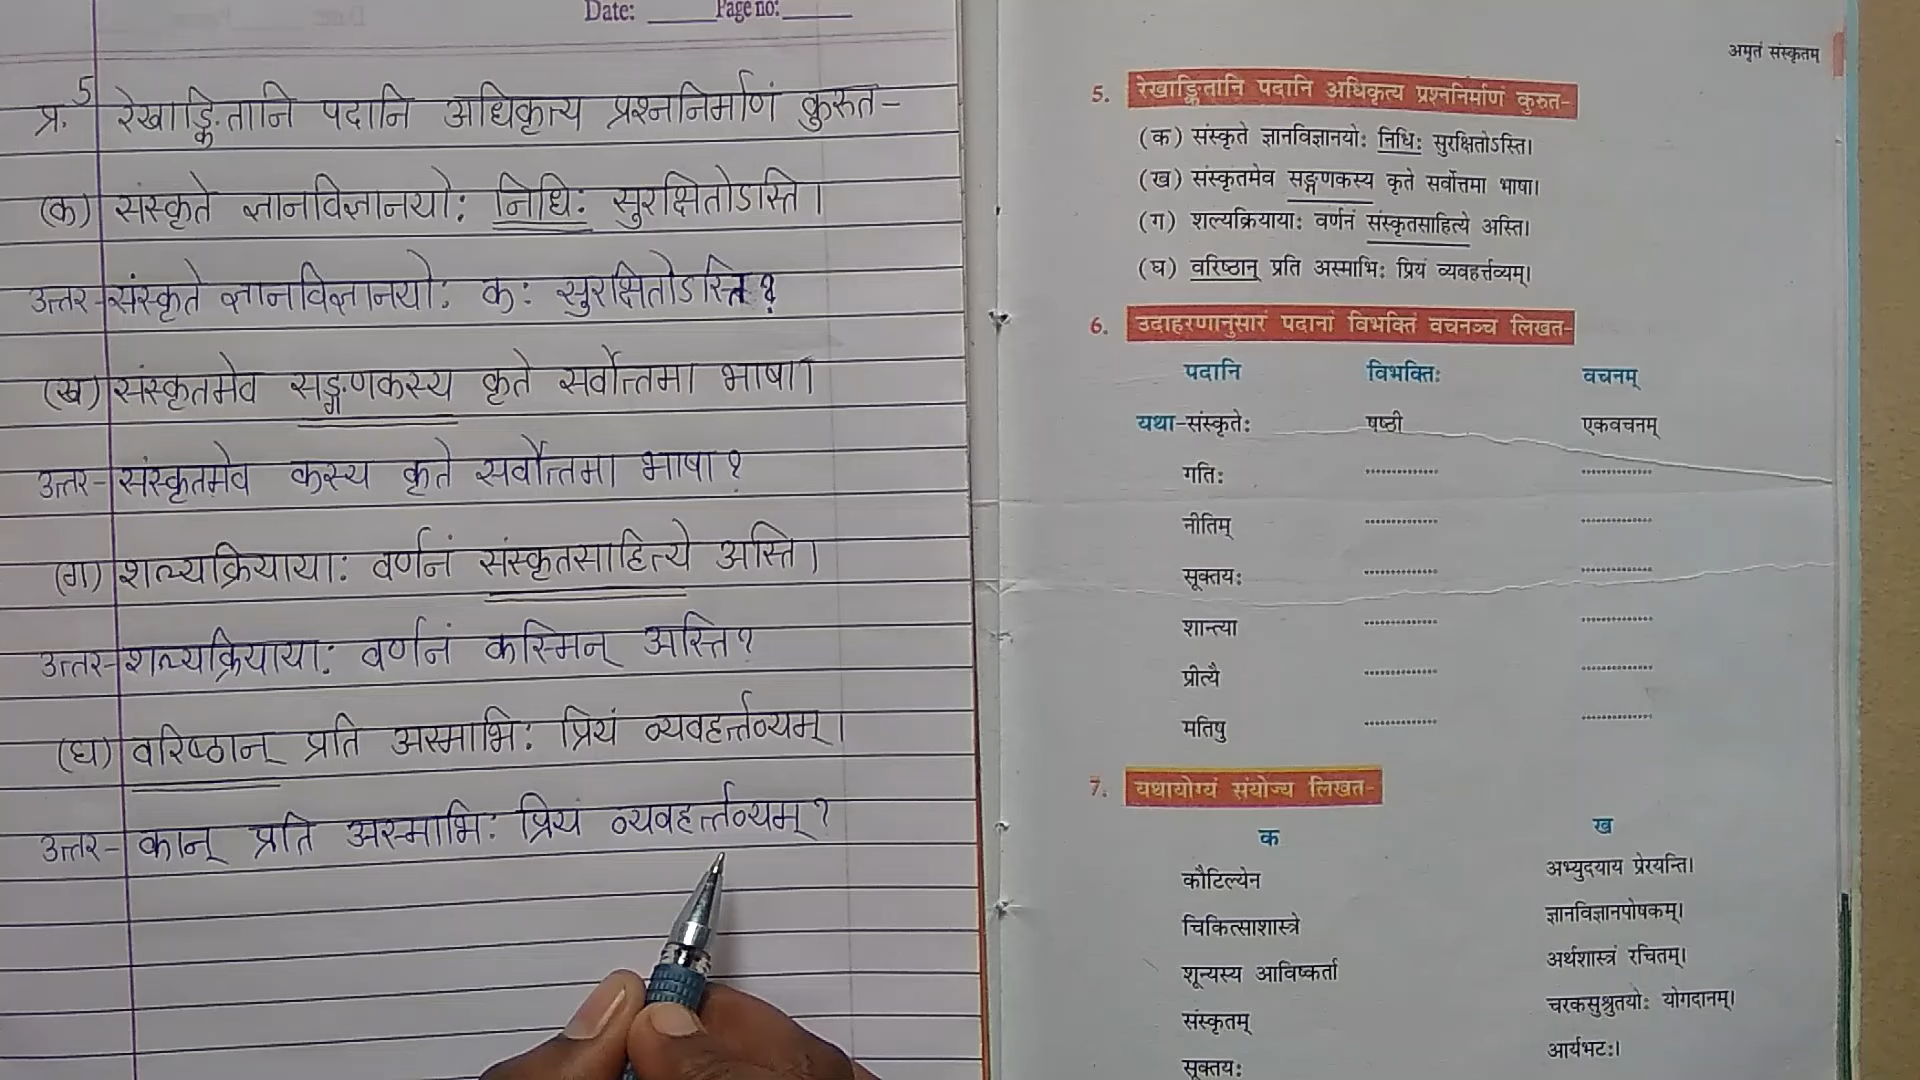 Date: ______ Page no: ______
प्र. 5 रेखाङ्कितानि पदानि अधिकृत्य प्रश्ननिर्माणं कुरुत-
(क) संस्कृते ज्ञानविज्ञानयो: निधि: सुरक्षितोऽस्ति।
उत्तर- संस्कृते ज्ञानविज्ञानयो: क: सुरक्षितोऽस्ति?
(ख) संस्कृतमेव सङ्गणकस्य कृते सर्वोत्तमा भाषा।
उत्तर- संस्कृतमेव कस्य कृते सर्वोत्तमा भाषा?
(ग) शल्यक्रियाया: वर्णनं संस्कृतसाहित्ये अस्ति।
उत्तर- शल्यक्रियाया: वर्णनं कस्मिन् अस्ति?
(घ) वरिष्ठान् प्रति अस्माभि: प्रियं व्यवहर्त्तव्यम्।
उत्तर- कान् प्रति अस्माभि: प्रियं व्यवहर्त्तव्यम्?
अमृतं संस्कृतम्
5. रेखाङ्कितानि पदानि अधिकृत्य प्रश्ननिर्माणं कुरुत-
(क) संस्कृते ज्ञानविज्ञानयो: निधि: सुरक्षितोऽस्ति।
(ख) संस्कृतमेव सङ्गणकस्य कृते सर्वोत्तमा भाषा।
(ग) शल्यक्रियाया: वर्णनं संस्कृतसाहित्ये अस्ति।
(घ) वरिष्ठान् प्रति अस्माभि: प्रियं व्यवहर्त्तव्यम्।
6. उदाहरणानुसारं पदानां विभक्तिं वचनञ्च लिखत-
पदानि विभक्ति: वचनम्
यथा-संस्कृते: षष्ठी एकवचनम्
गति: .............. ..............
नीतिम् .............. ..............
सूक्तय: .............. ..............
शान्त्या .............. ..............
प्रीत्यै .............. ..............
मतिषु .............. ..............
7. यथायोग्यं संयोज्य लिखत-
क ख
कौटिल्येन अभ्युदयाय प्रेरयन्ति।
चिकित्साशास्त्रे ज्ञानविज्ञानपोषकम्।
शून्यस्य आविष्कर्ता अर्थशास्त्रं रचितम्।
संस्कृतम् चरकसुश्रुतयो: योगदानम्।
सूक्तय: आर्यभट:।